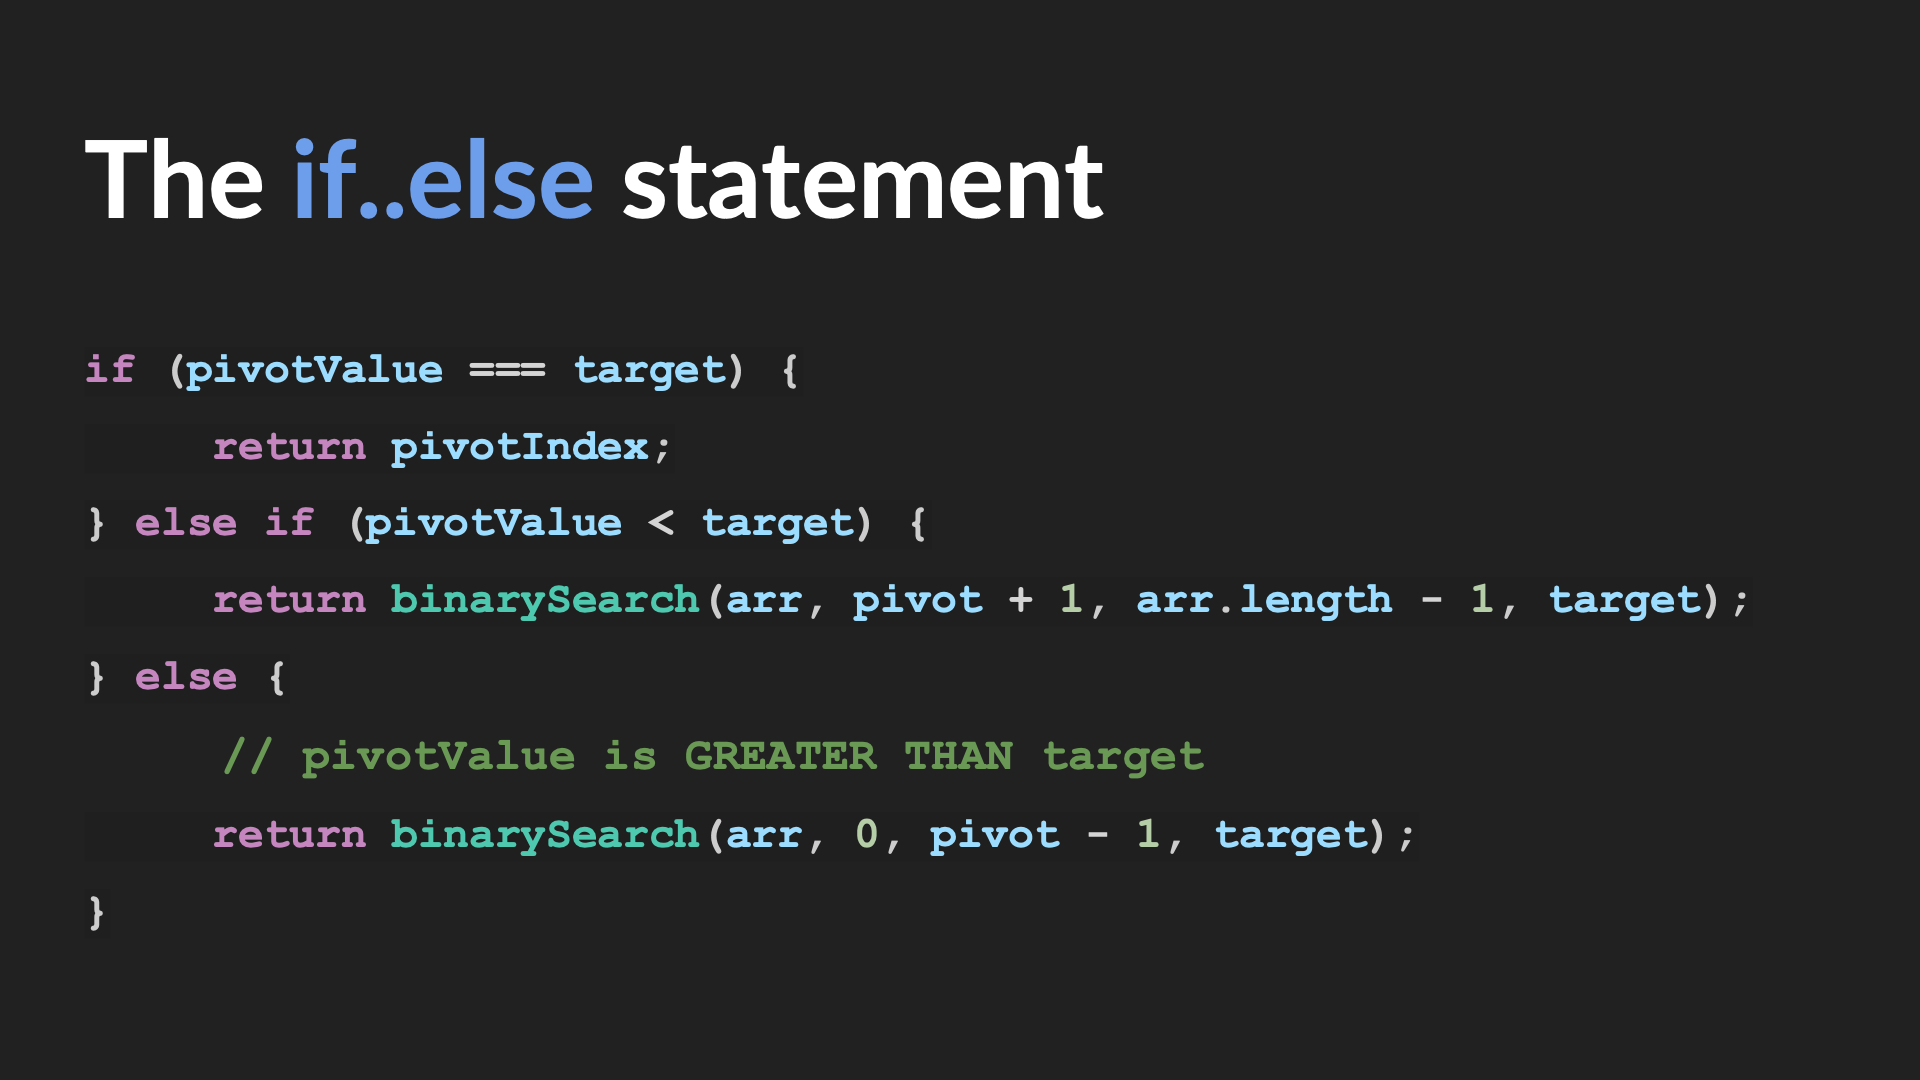 The if..else statement
if (pivotValue === target) {
return pivotIndex;
} else if (pivotValue < target) {
return binarySearch(arr, pivot + 1, arr.length - 1, target);
} else {
// pivotValue is GREATER THAN target
return binarySearch(arr, 0, pivot - 1, target);
}